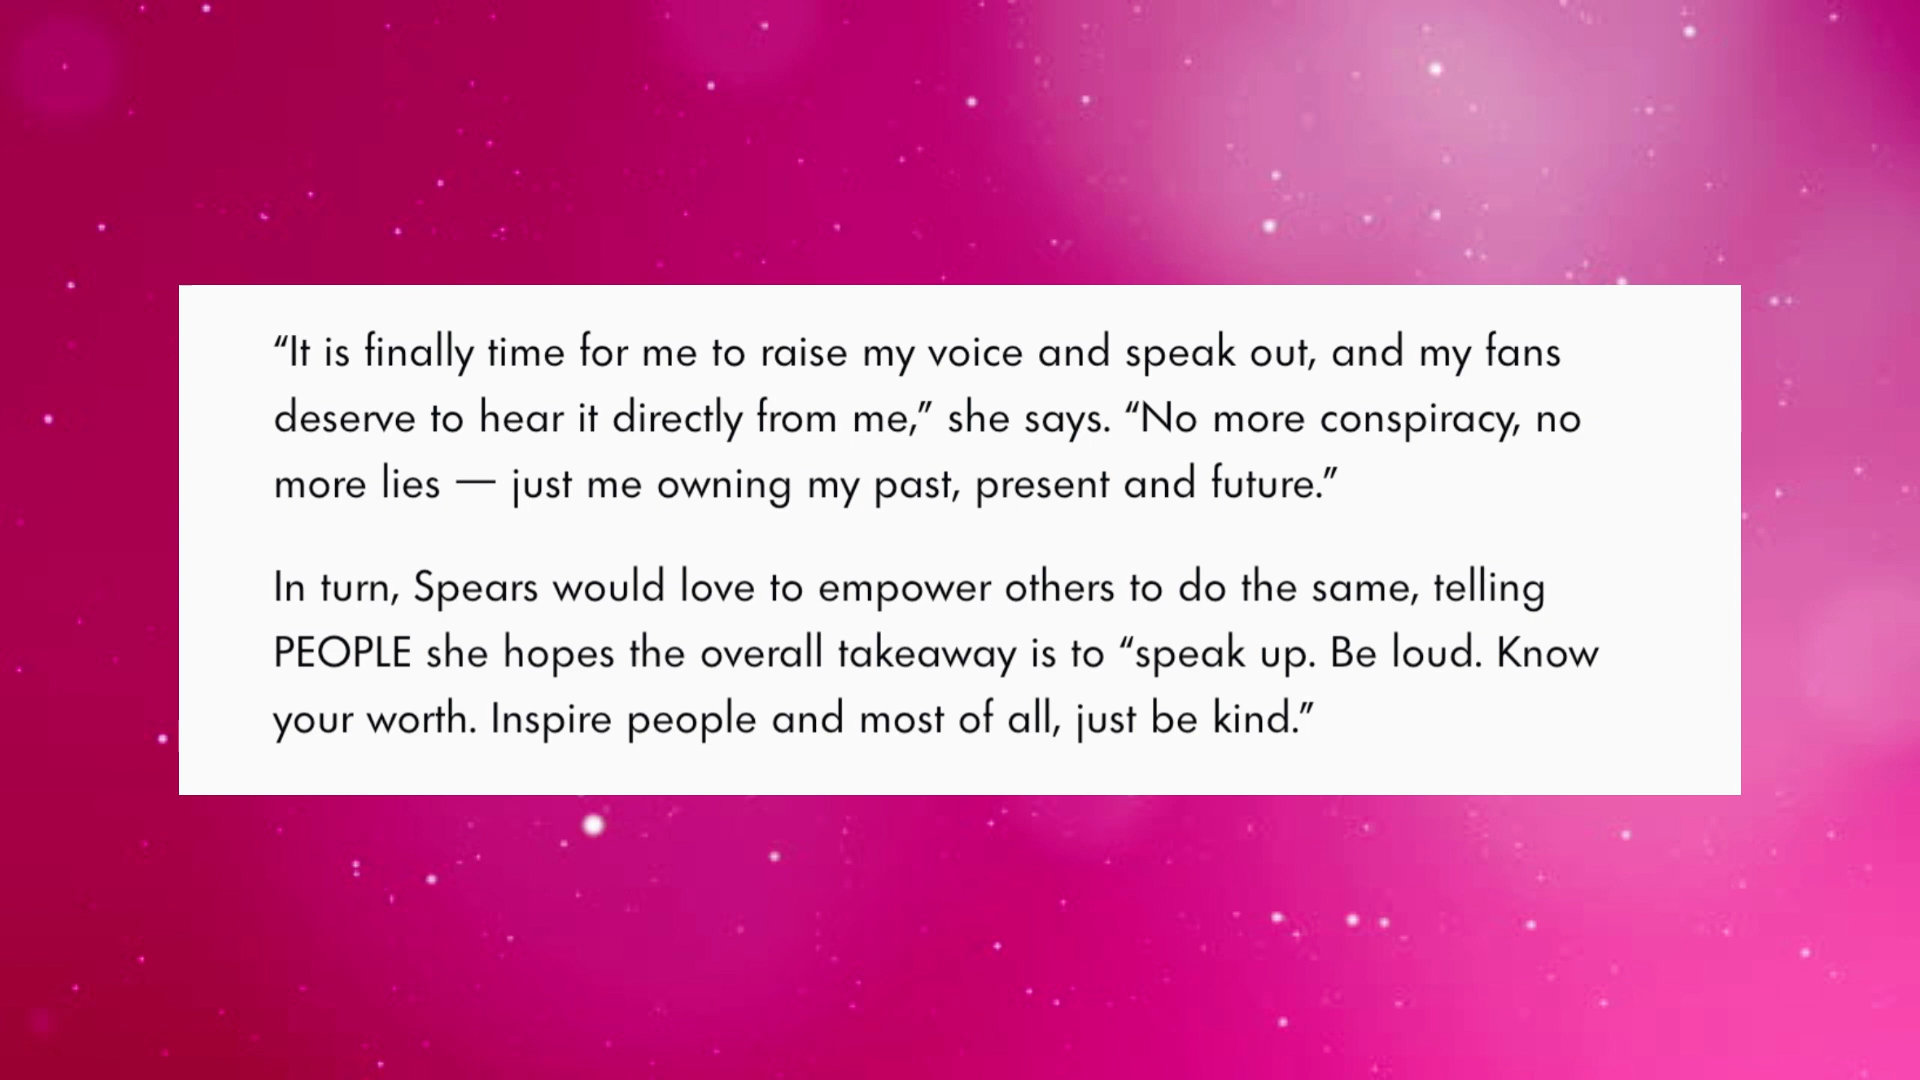 “It is finally time for me to raise my voice and speak out, and my fans
deserve to hear it directly from me,” she says. “No more conspiracy, no
more lies — just me owning my past, present and future.”
In turn, Spears would love to empower others to do the same, telling
PEOPLE she hopes the overall takeaway is to “speak up. Be loud. Know
your worth. Inspire people and most of all, just be kind.”